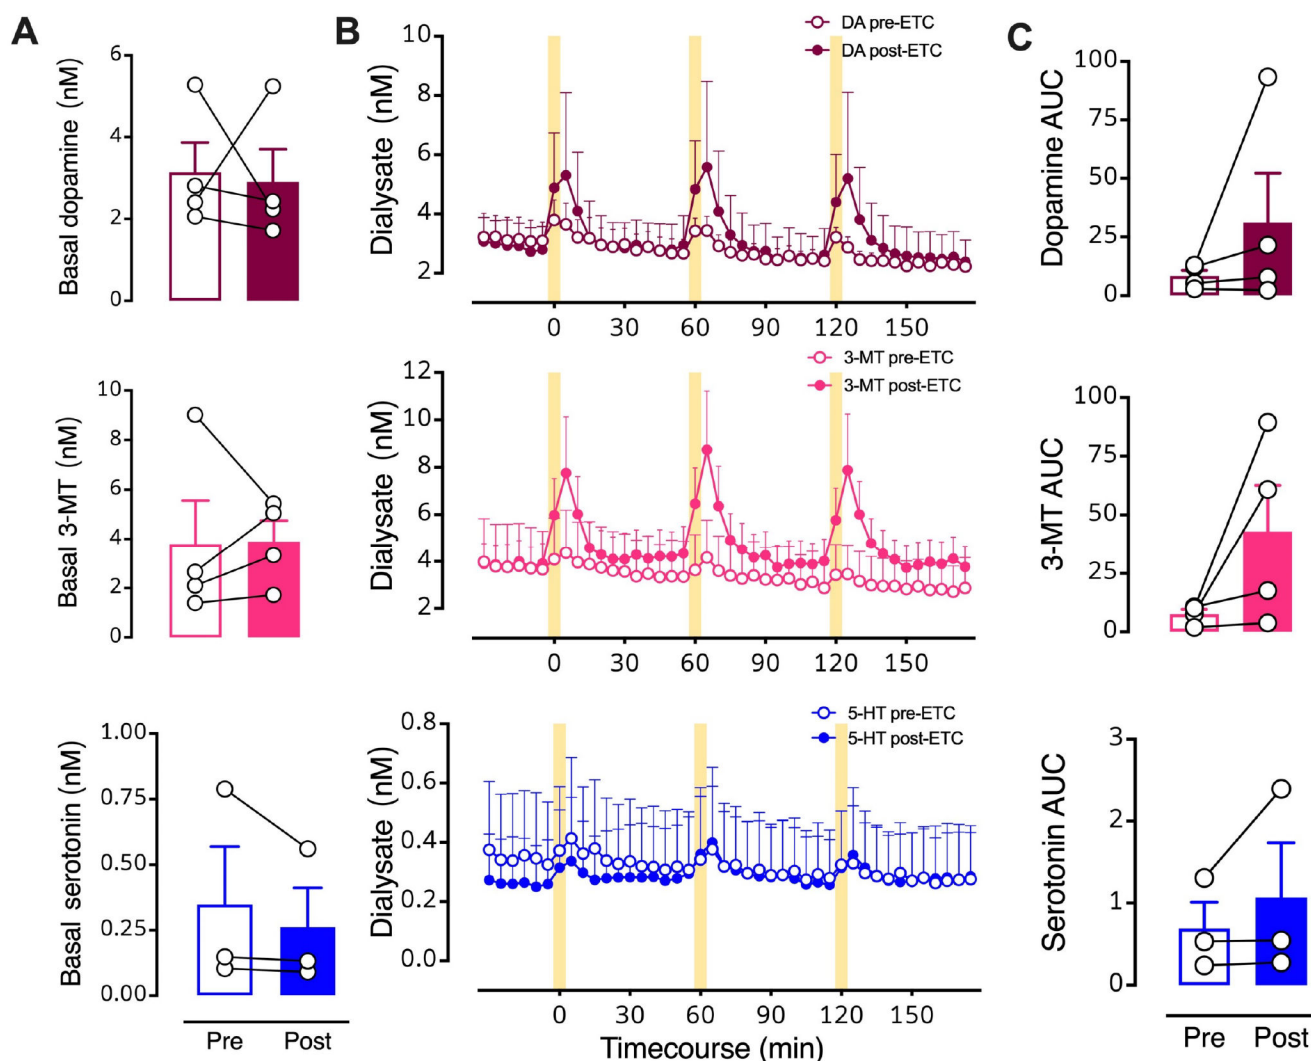 A
B
C
Basal dopamine (nM)
6
4
2
0
Dialysate (nM)
10
8
6
4
2
0
30
60
90
120
150
DA pre-ETC
DA post-ETC
Dopamine AUC
100
75
50
25
0
Basal 3-MT (nM)
10
8
6
4
2
0
Dialysate (nM)
12
10
8
6
4
2
0
30
60
90
120
150
3-MT pre-ETC
3-MT post-ETC
3-MT AUC
100
75
50
25
0
Basal serotonin (nM)
1.00
0.75
0.50
0.25
0.00
Pre
Post
Dialysate (nM)
0.8
0.6
0.4
0.2
0.0
0
30
60
90
120
150
Timecourse (min)
5-HT pre-ETC
5-HT post-ETC
Serotonin AUC
3
2
1
0
Pre
Post